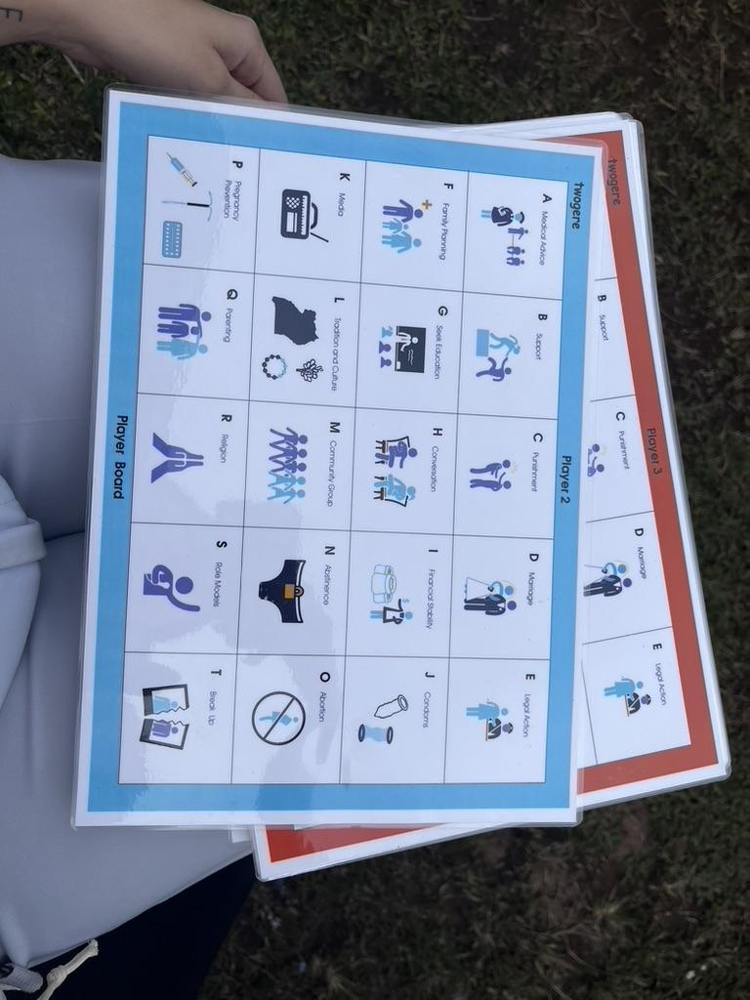 twogere
Player 2
A Medical Advice
B Support
C Punishment
D Marriage
E Legal Action
F Family Planning
G Seek Education
H Conversation
I Financial Stability
J Condoms
K Media
L Tradition and Culture
M Community Group
N Abstinence
O Abortion
P Pregnancy
Prevention
Q Parenting
R Religion
S Role Models
T Break Up
Player Board
twogere
Player 3
B Support
C Punishment
D Marriage
E Legal Action